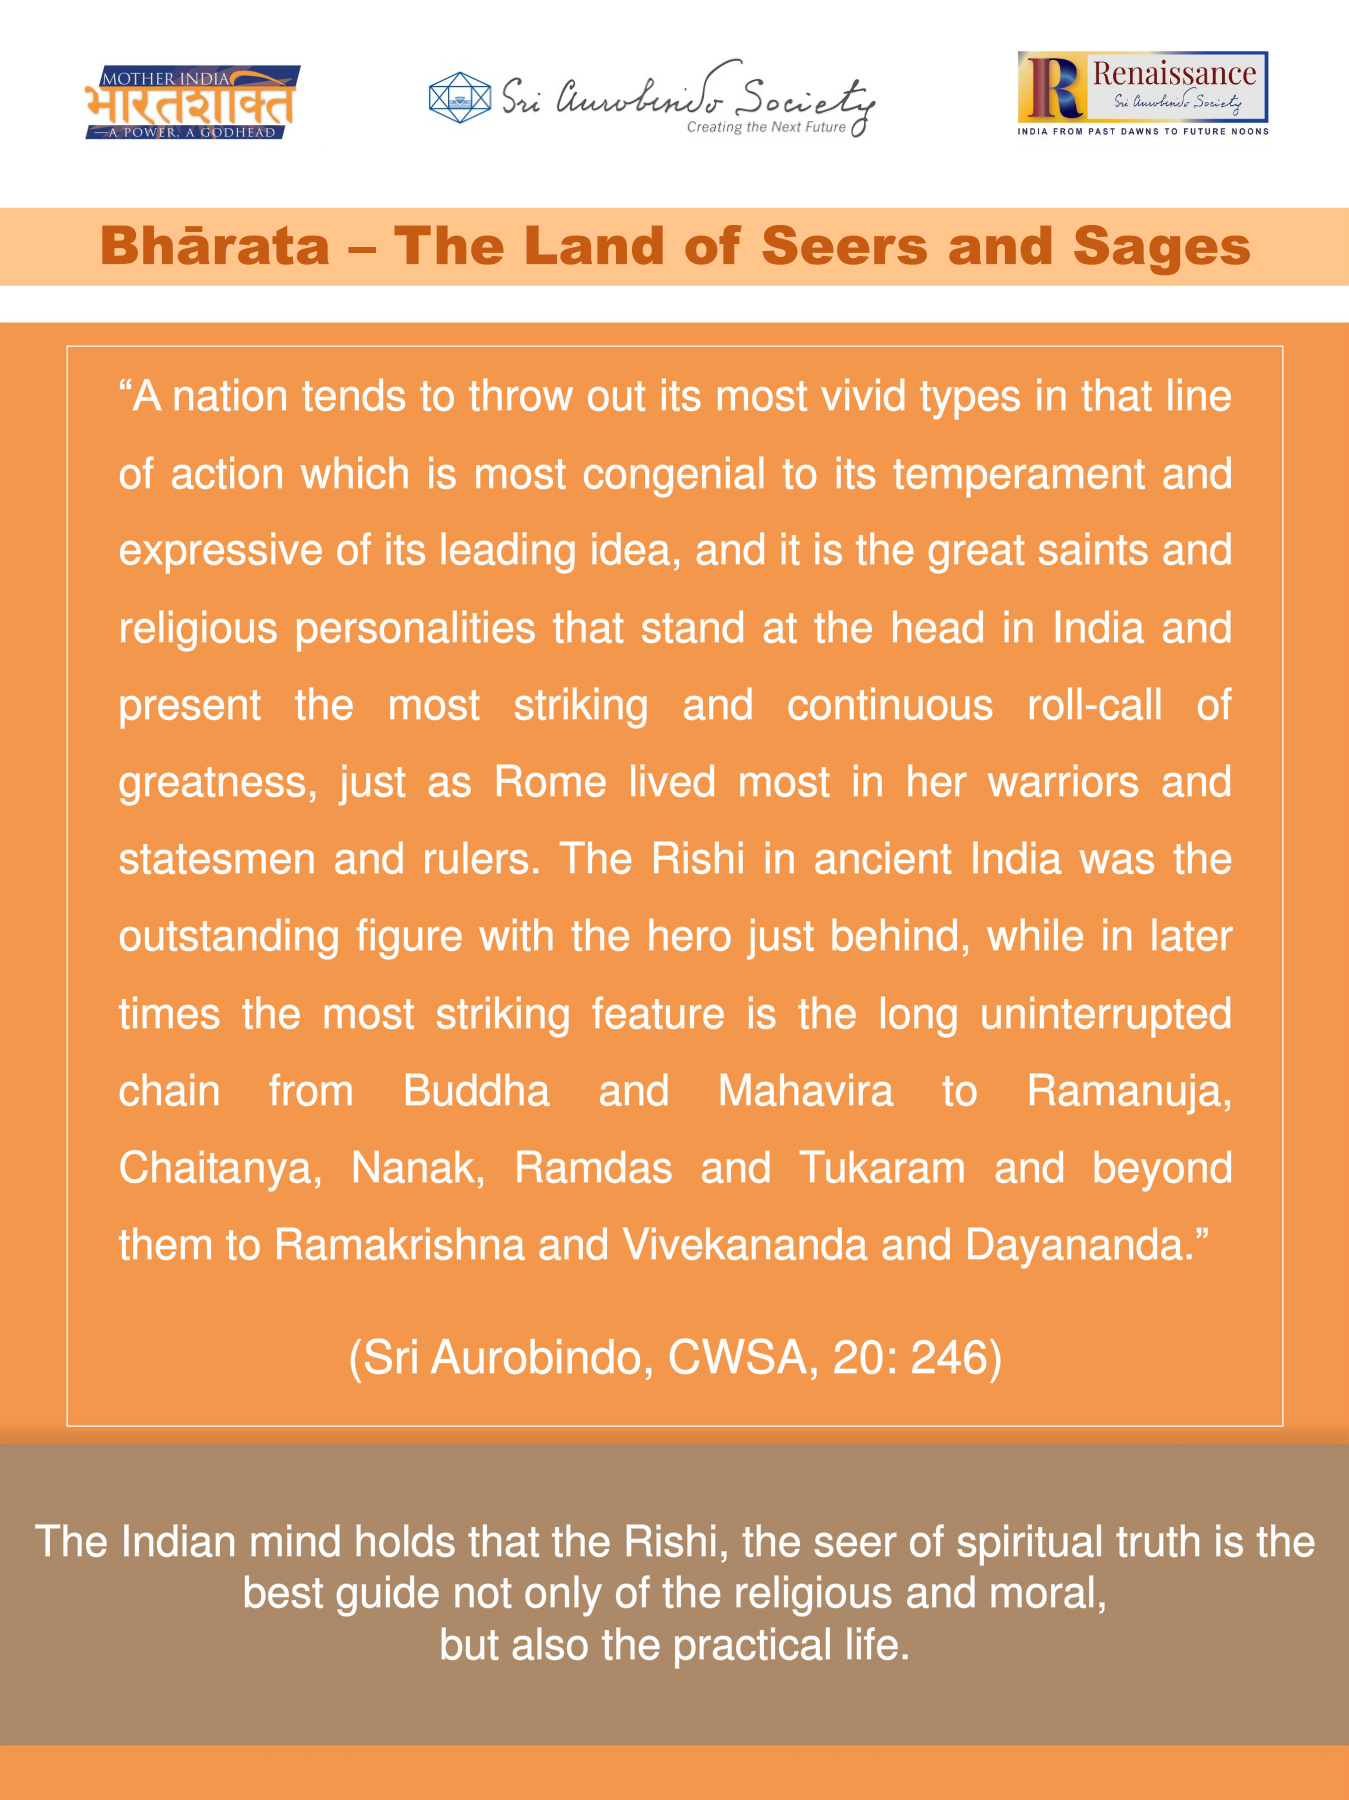 MOTHER INDIA
भारतशक्ति
—A POWER, A GODHEAD
Sri Aurobindo Society
Creating the Next Future
R Renaissance
Sri Aurobindo Society
INDIA FROM PAST DAWNS TO FUTURE NOONS
Bhārata – The Land of Seers and Sages
“A nation tends to throw out its most vivid types in that line
of action which is most congenial to its temperament and
expressive of its leading idea, and it is the great saints and
religious personalities that stand at the head in India and
present the most striking and continuous roll-call of
greatness, just as Rome lived most in her warriors and
statesmen and rulers. The Rishi in ancient India was the
outstanding figure with the hero just behind, while in later
times the most striking feature is the long uninterrupted
chain from Buddha and Mahavira to Ramanuja,
Chaitanya, Nanak, Ramdas and Tukaram and beyond
them to Ramakrishna and Vivekananda and Dayananda.”
(Sri Aurobindo, CWSA, 20: 246)
The Indian mind holds that the Rishi, the seer of spiritual truth is the
best guide not only of the religious and moral,
but also the practical life.